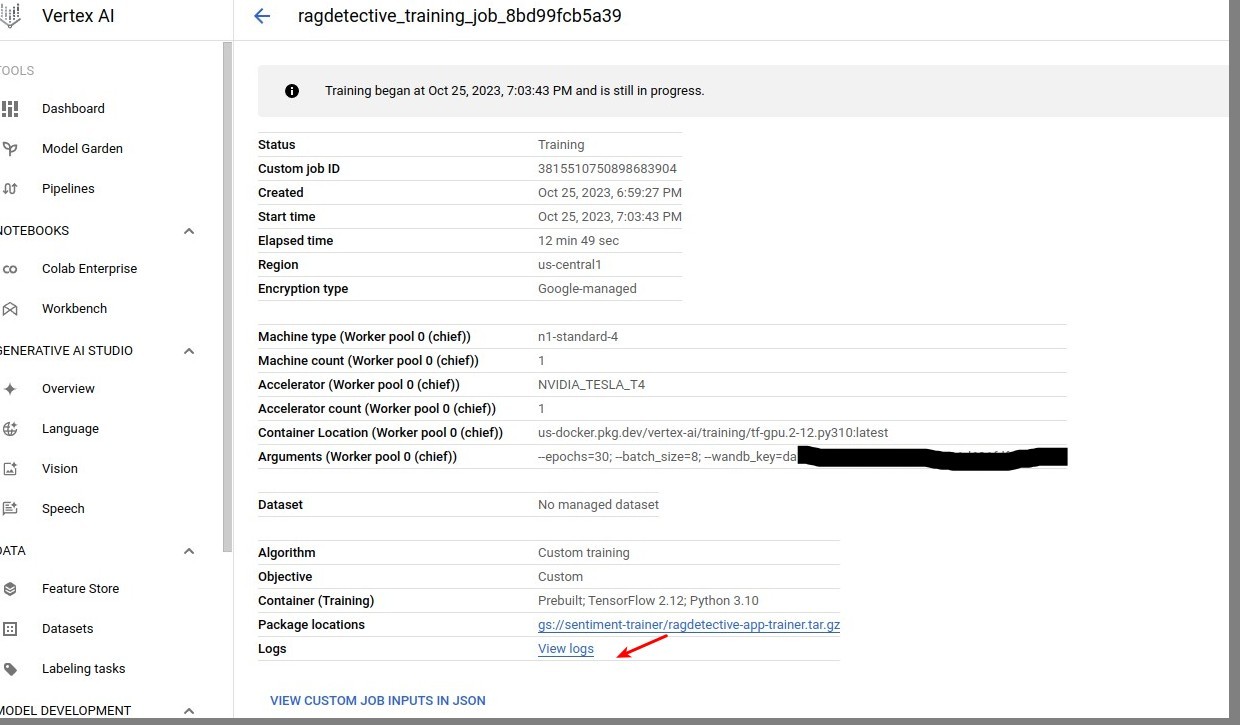 Vertex AI
ragdetective_training_job_8bd99fcb5a39
TOOLS
Dashboard
Model Garden
Pipelines
NOTEBOOKS
Colab Enterprise
Workbench
GENERATIVE AI STUDIO
Overview
Language
Vision
Speech
DATA
Feature Store
Datasets
Labeling tasks
MODEL DEVELOPMENT
Training began at Oct 25, 2023, 7:03:43 PM and is still in progress.
Status Training
Custom job ID 3815510750898683904
Created Oct 25, 2023, 6:59:27 PM
Start time Oct 25, 2023, 7:03:43 PM
Elapsed time 12 min 49 sec
Region us-central1
Encryption type Google-managed
Machine type (Worker pool 0 (chief)) n1-standard-4
Machine count (Worker pool 0 (chief)) 1
Accelerator (Worker pool 0 (chief)) NVIDIA_TESLA_T4
Accelerator count (Worker pool 0 (chief)) 1
Container Location (Worker pool 0 (chief)) us-docker.pkg.dev/vertex-ai/training/tf-gpu.2-12.py310:latest
Arguments (Worker pool 0 (chief)) --epochs=30; --batch_size=8; --wandb_key=da
Dataset No managed dataset
Algorithm Custom training
Objective Custom
Container (Training) Prebuilt; TensorFlow 2.12; Python 3.10
Package locations gs://sentiment-trainer/ragdetective-app-trainer.tar.gz
Logs View logs
VIEW CUSTOM JOB INPUTS IN JSON